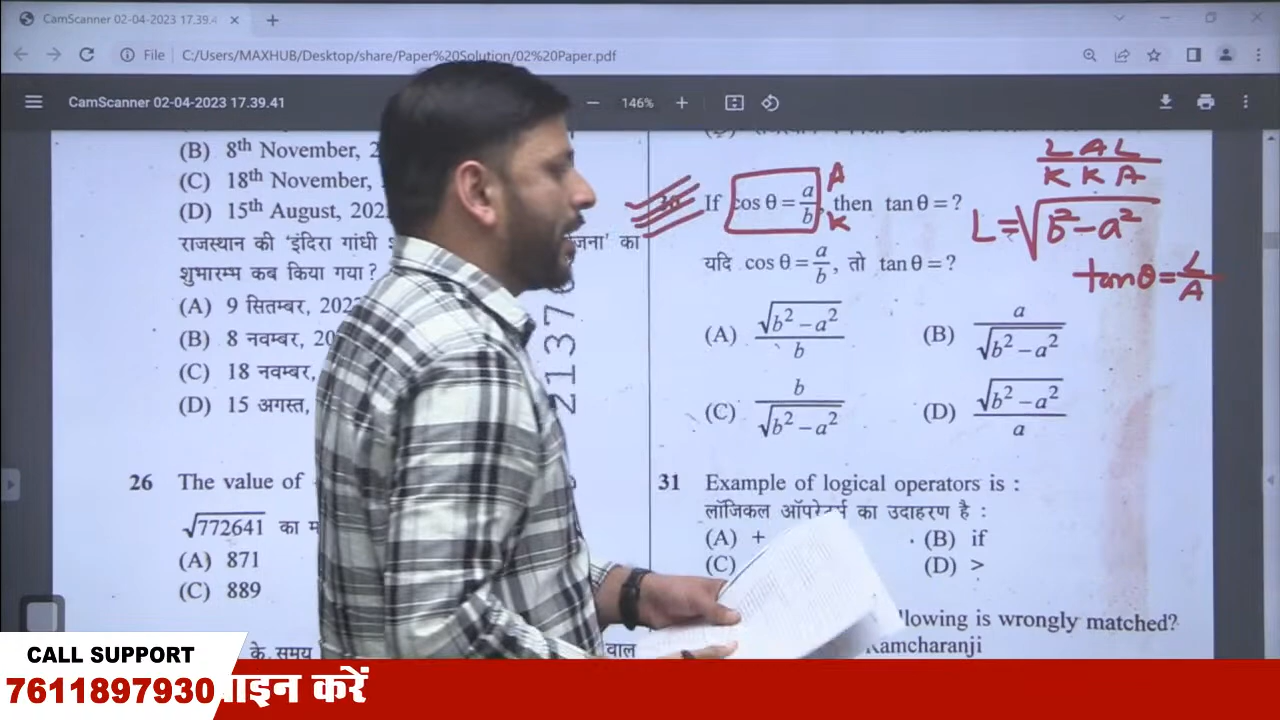 CamScanner 02-04-2023 17.39.4
File C:/Users/MAXHUB/Desktop/share/Paper%20Solution/02%20Paper.pdf
CamScanner 02-04-2023 17.39.41
146%
(B) 8th November, 2
(C) 18th November,
(D) 15th August, 202
राजस्थान की 'इंदिरा गांधी
जना' का
शुभारम्भ कब किया गया ?
(A) 9 सितम्बर, 202
(B) 8 नवम्बर, 20
(C) 18 नवम्बर,
(D) 15 अगस्त,
2137
26 The value of
√772641 का
(A) 871
(C) 889
के समय
वाल
If cos θ = a/b, then tan θ = ?
A
K
यदि cos θ = a/b, तो tan θ = ?
(A) √b² – a² / b
(B) a / √b² – a²
(C) b / √b² – a²
(D) √b² – a² / a
L A L
K K A
L = √b² – a²
tan θ = L/A
31 Example of logical operators is :
लॉजिकल ऑपरेटर्स का उदाहरण है :
(A) +
(B) if
(C)
(D) >
llowing is wrongly matched?
Ramcharanji
CALL SUPPORT
7611897930
ाइन करें